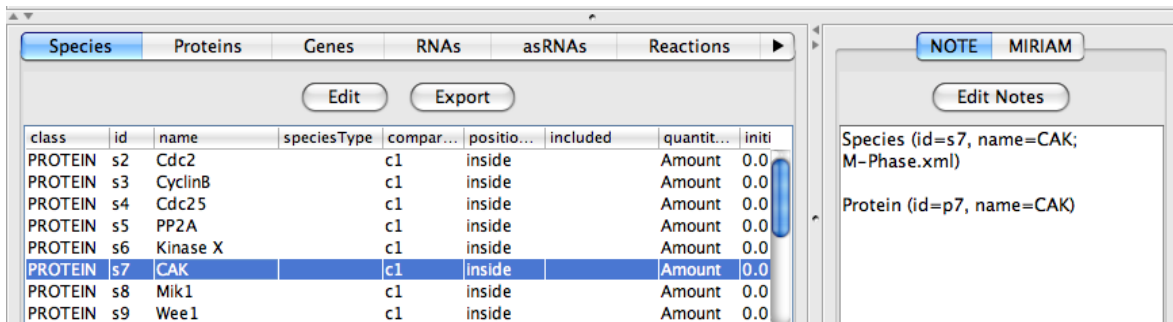 Species Proteins Genes RNAs asRNAs Reactions
Edit Export
class id name speciesType compar... positio... included quantit... initi
PROTEIN s2 Cdc2 c1 inside Amount 0.0
PROTEIN s3 CyclinB c1 inside Amount 0.0
PROTEIN s4 Cdc25 c1 inside Amount 0.0
PROTEIN s5 PP2A c1 inside Amount 0.0
PROTEIN s6 Kinase X c1 inside Amount 0.0
PROTEIN s7 CAK c1 inside Amount 0.0
PROTEIN s8 Mik1 c1 inside Amount 0.0
PROTEIN s9 Wee1 c1 inside Amount 0.0
NOTE MIRIAM
Edit Notes
Species (id=s7, name=CAK;
M-Phase.xml)
Protein (id=p7, name=CAK)